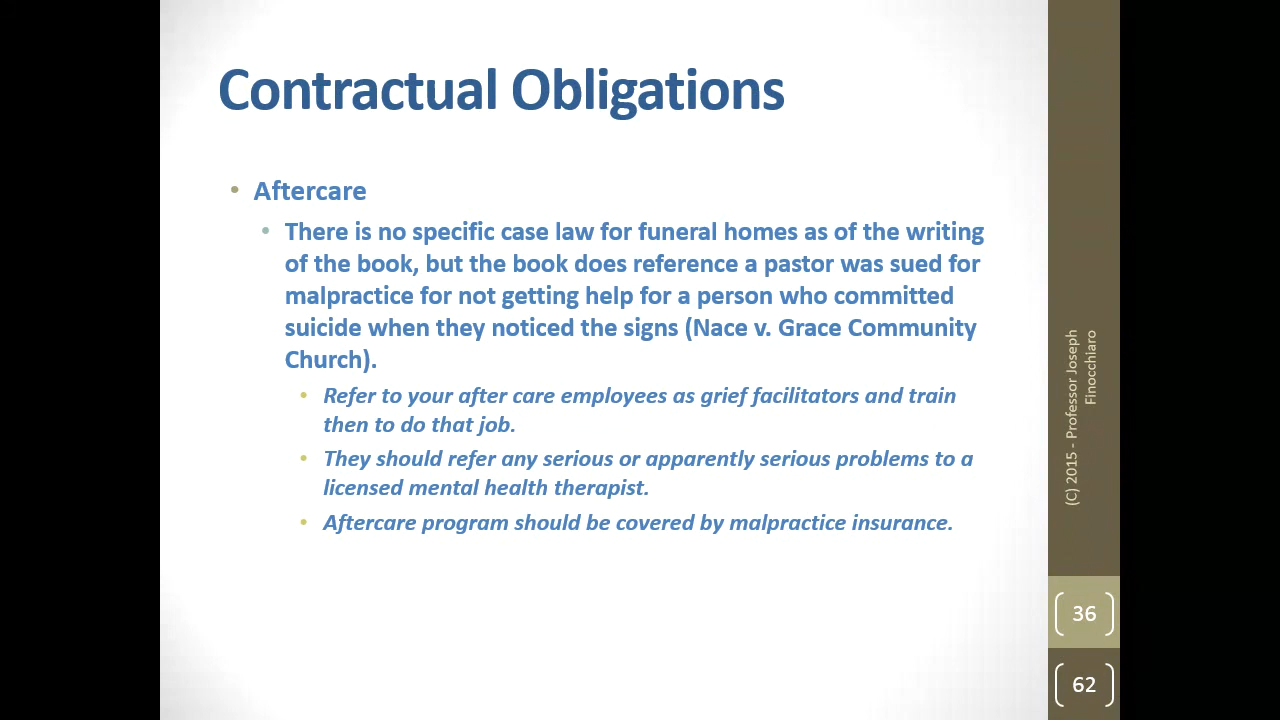 Contractual Obligations
• Aftercare
• There is no specific case law for funeral homes as of the writing
of the book, but the book does reference a pastor was sued for
malpractice for not getting help for a person who committed
suicide when they noticed the signs (Nace v. Grace Community
Church).
• Refer to your after care employees as grief facilitators and train
then to do that job.
• They should refer any serious or apparently serious problems to a
licensed mental health therapist.
• Aftercare program should be covered by malpractice insurance.
(C) 2015 - Professor Joseph
Finocchiaro
36
62